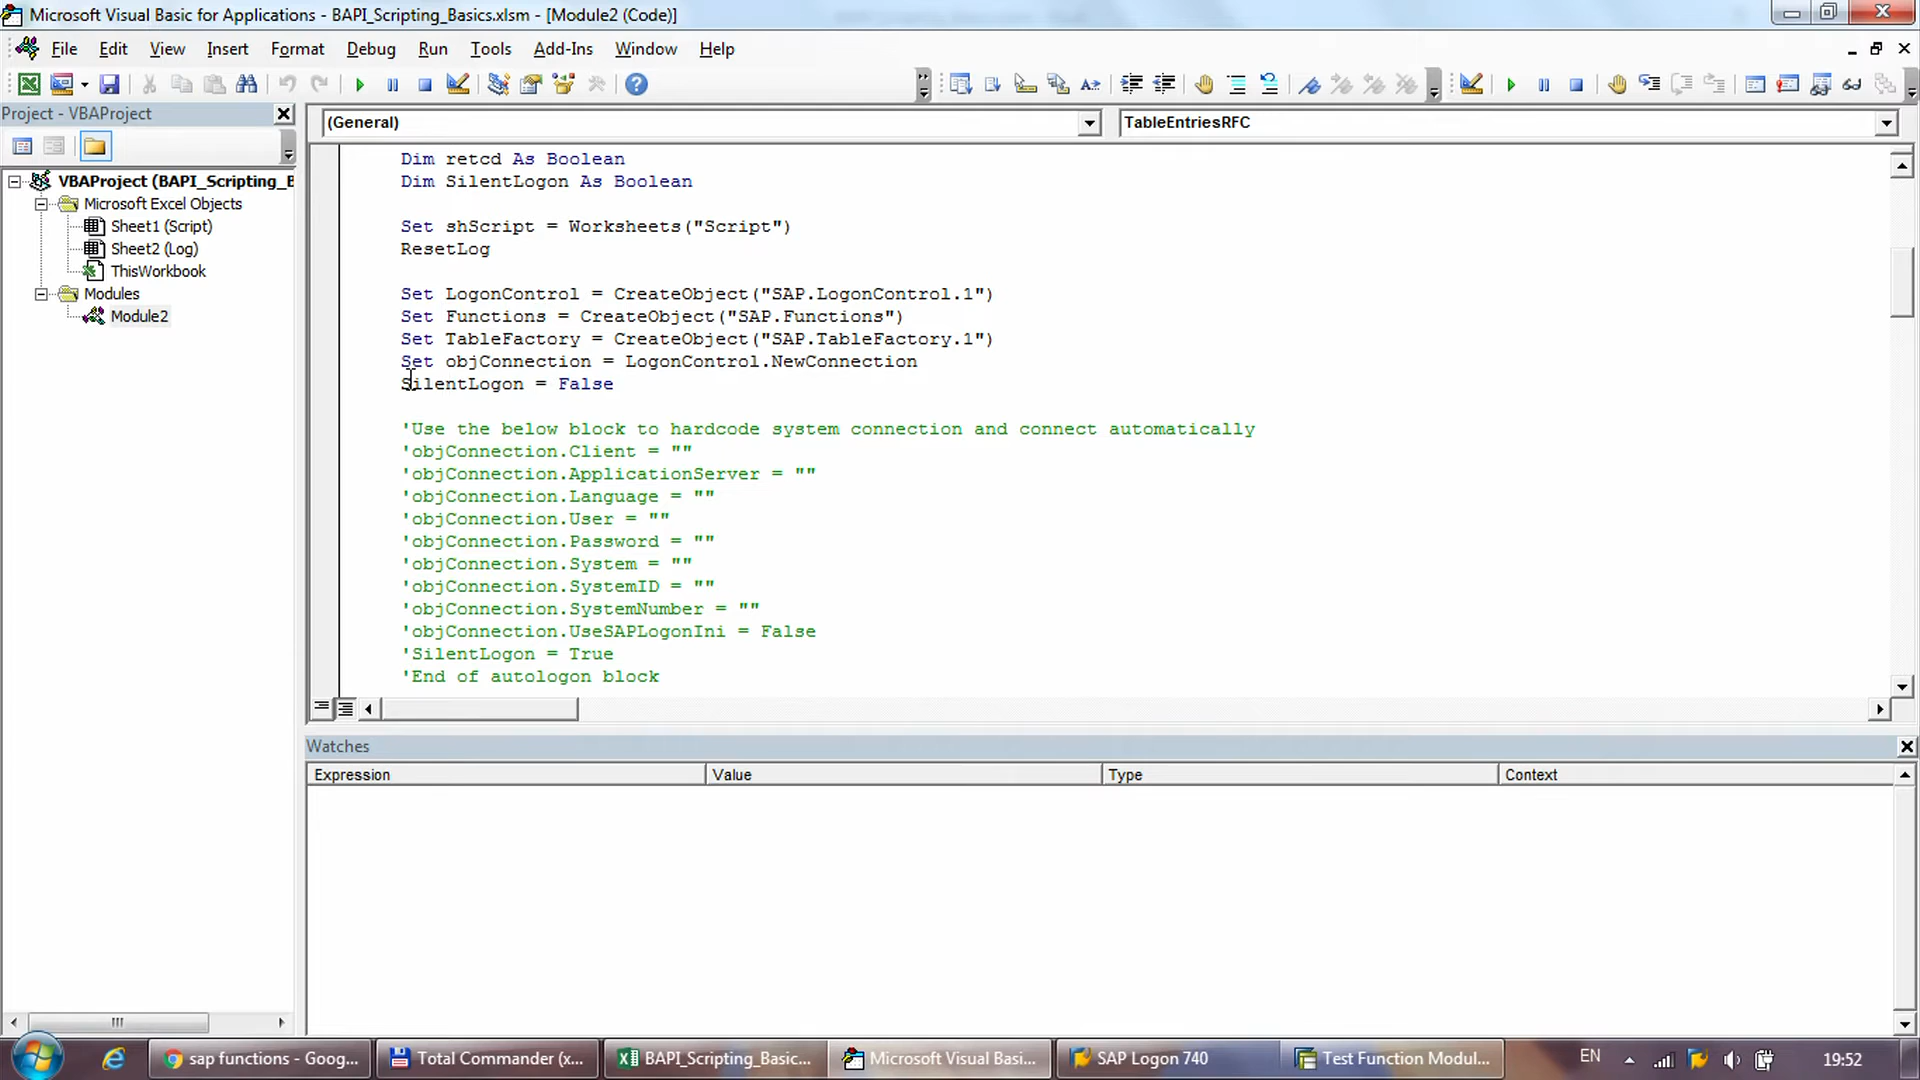 Microsoft Visual Basic for Applications - BAPI_Scripting_Basics.xlsm - [Module2 (Code)]
File Edit View Insert Format Debug Run Tools Add-Ins Window Help
Project - VBAProject
VBAProject (BAPI_Scripting_B
Microsoft Excel Objects
Sheet1 (Script)
Sheet2 (Log)
ThisWorkbook
Modules
Module2
(General)
TableEntriesRFC
Dim retcd As Boolean
Dim SilentLogon As Boolean
Set shScript = Worksheets("Script")
ResetLog
Set LogonControl = CreateObject("SAP.LogonControl.1")
Set Functions = CreateObject("SAP.Functions")
Set TableFactory = CreateObject("SAP.TableFactory.1")
Set objConnection = LogonControl.NewConnection
SilentLogon = False
'Use the below block to hardcode system connection and connect automatically
'objConnection.Client = ""
'objConnection.ApplicationServer = ""
'objConnection.Language = ""
'objConnection.User = ""
'objConnection.Password = ""
'objConnection.System = ""
'objConnection.SystemID = ""
'objConnection.SystemNumber = ""
'objConnection.UseSAPLogonIni = False
'SilentLogon = True
'End of autologon block
Watches
Expression Value Type Context
sap functions - Goog...
Total Commander (x...
BAPI_Scripting_Basic...
Microsoft Visual Basi...
SAP Logon 740
Test Function Modul...
EN
19:52